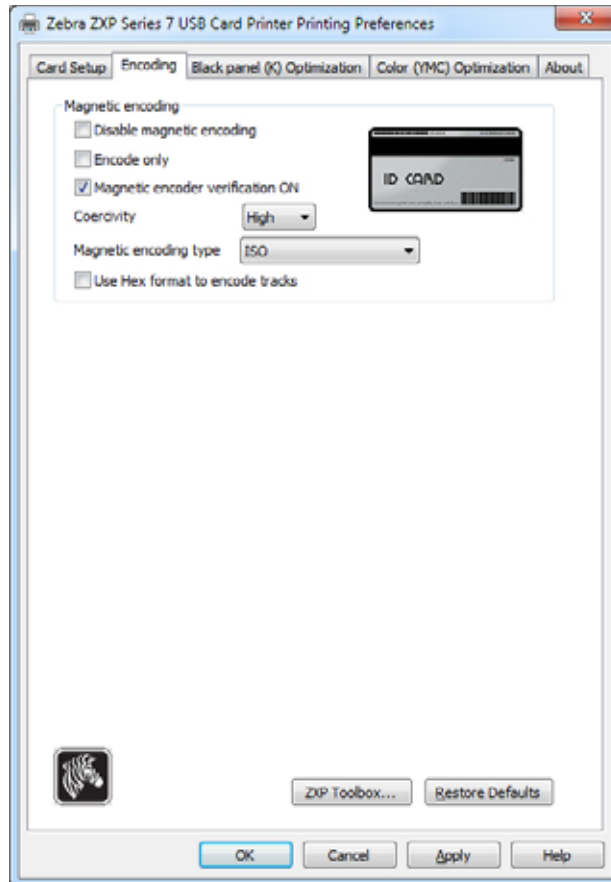 Zebra ZXP Series 7 USB Card Printer Printing Preferences
Card Setup Encoding Black panel (K) Optimization Color (YMC) Optimization About
Magnetic encoding
Disable magnetic encoding
Encode only
Magnetic encoder verification ON
ID CARD
Coercivity High
Magnetic encoding type ISO
Use Hex format to encode tracks
ZXP Toolbox... Restore Defaults
OK Cancel Apply Help